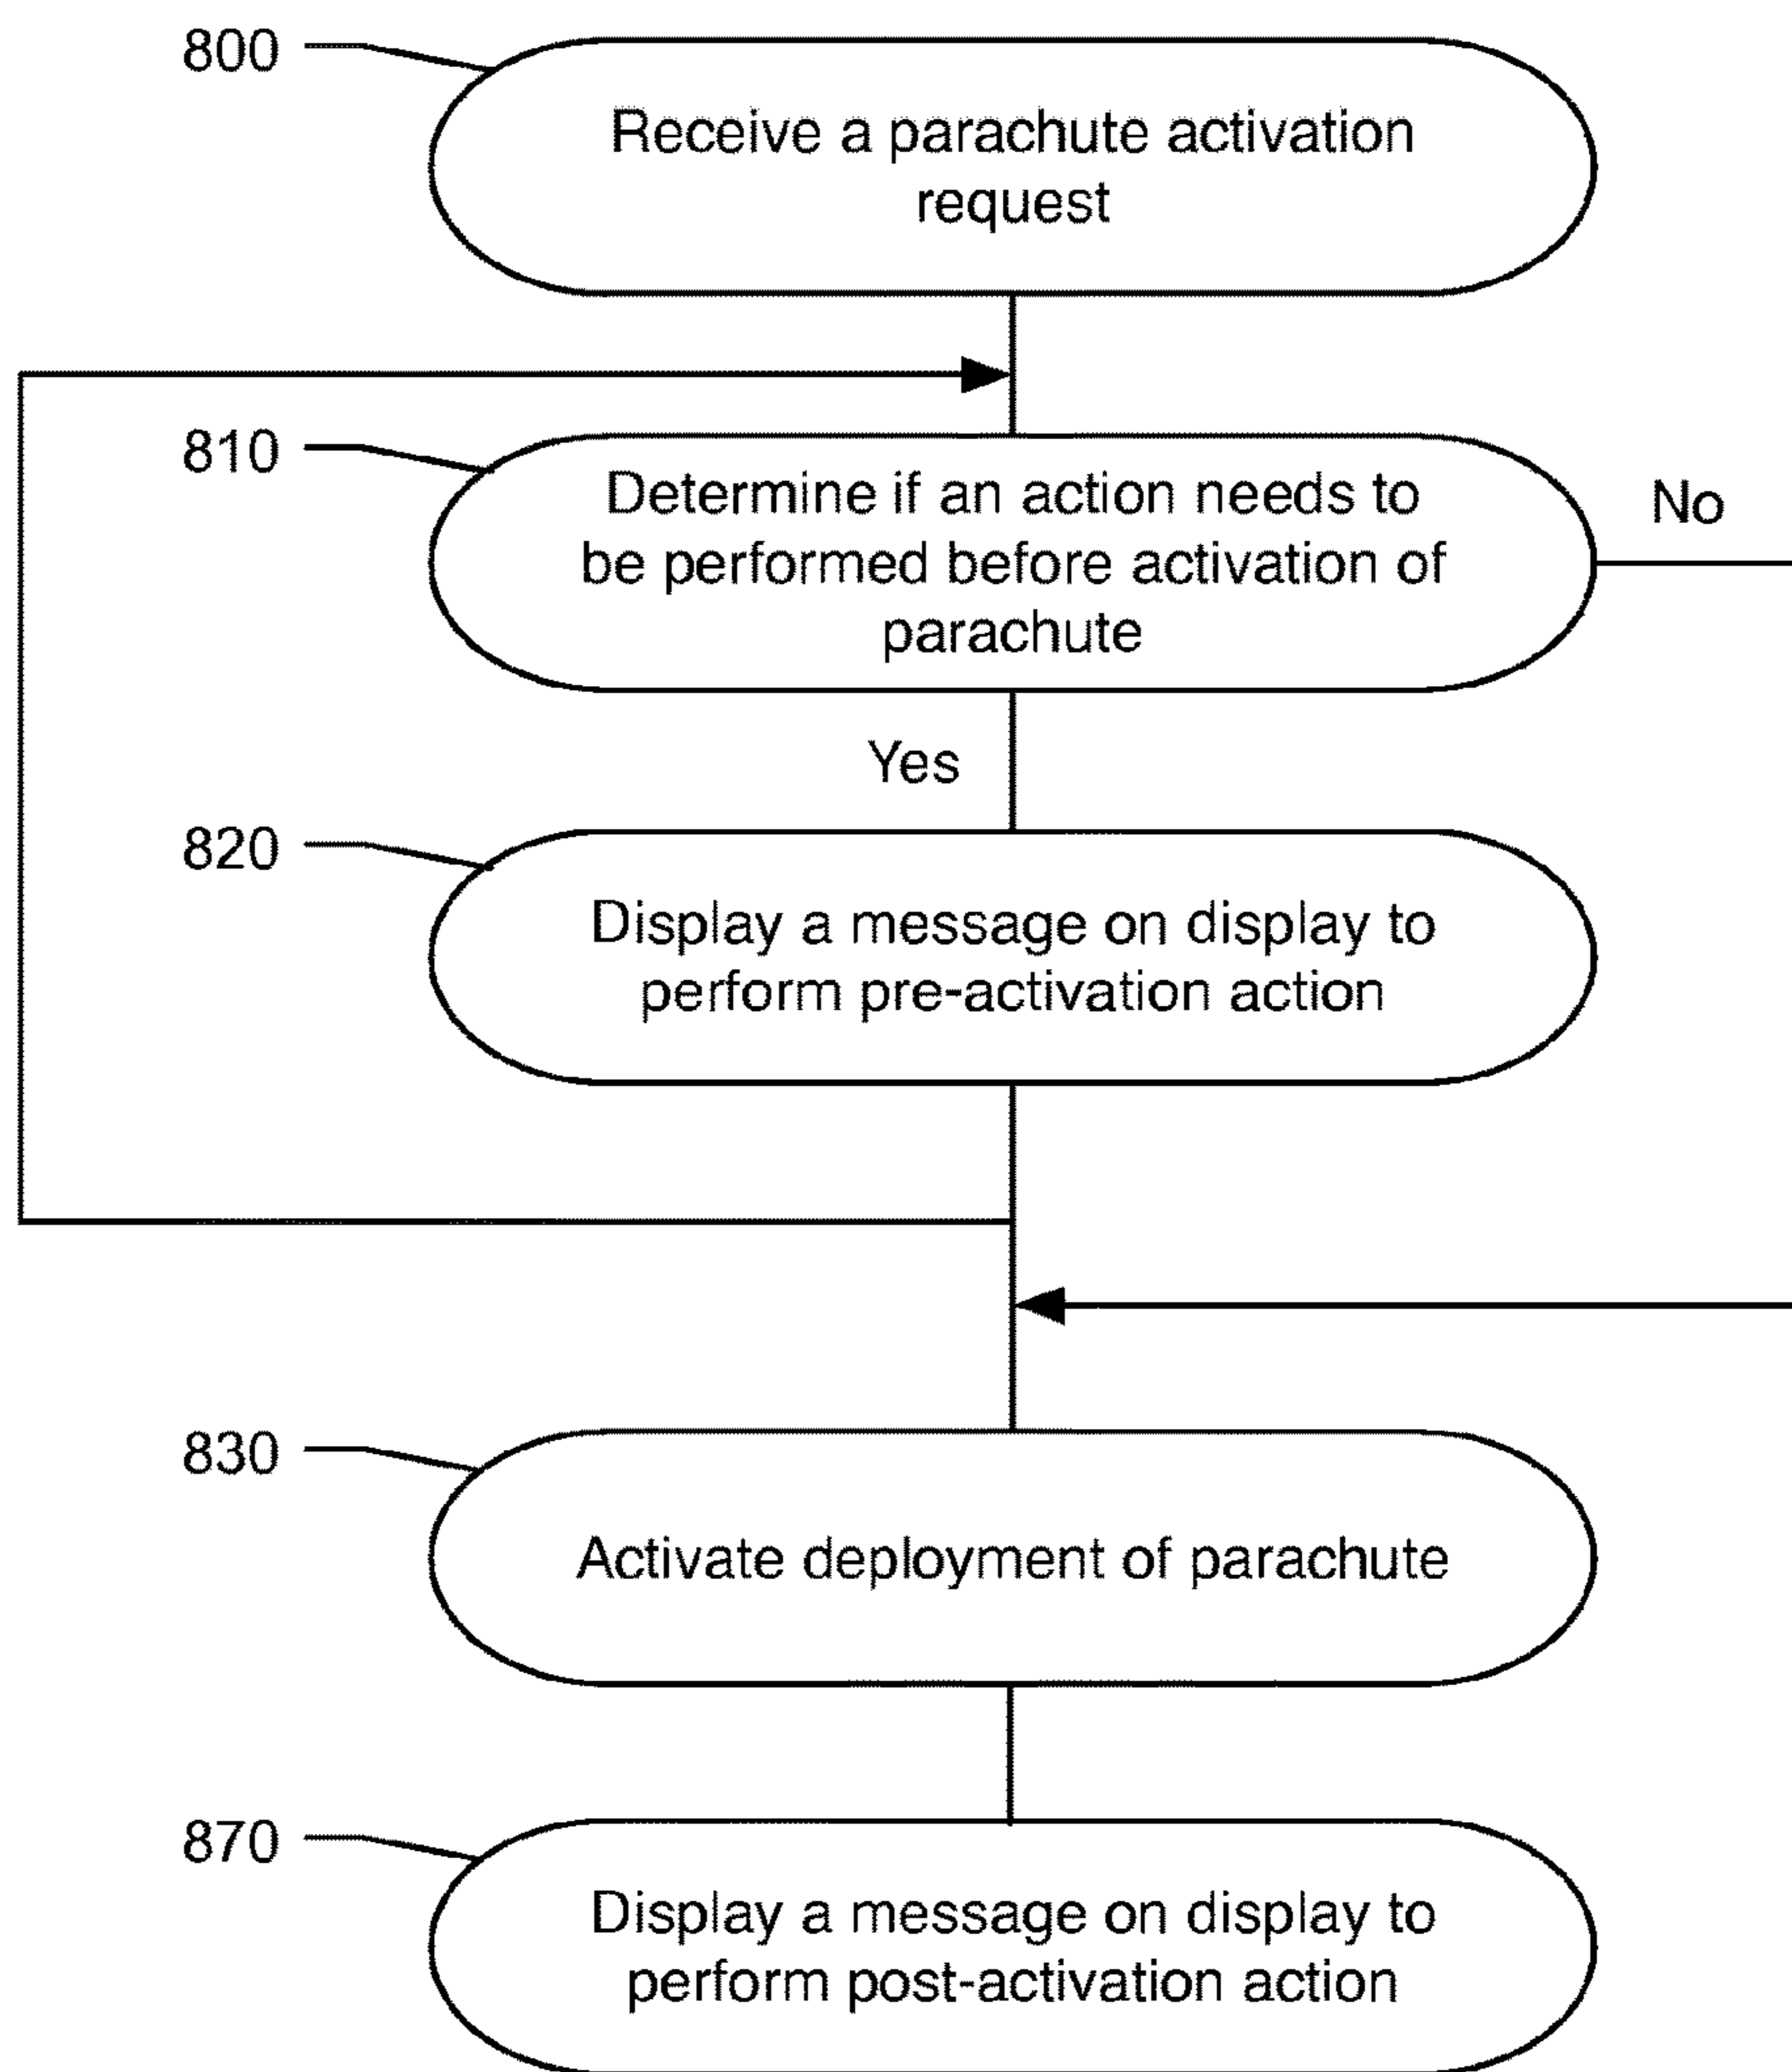 800
Receive a parachute activation
request
810
Determine if an action needs to
be performed before activation of
parachute
No
Yes
820
Display a message on display to
perform pre-activation action
830
Activate deployment of parachute
870
Display a message on display to
perform post-activation action